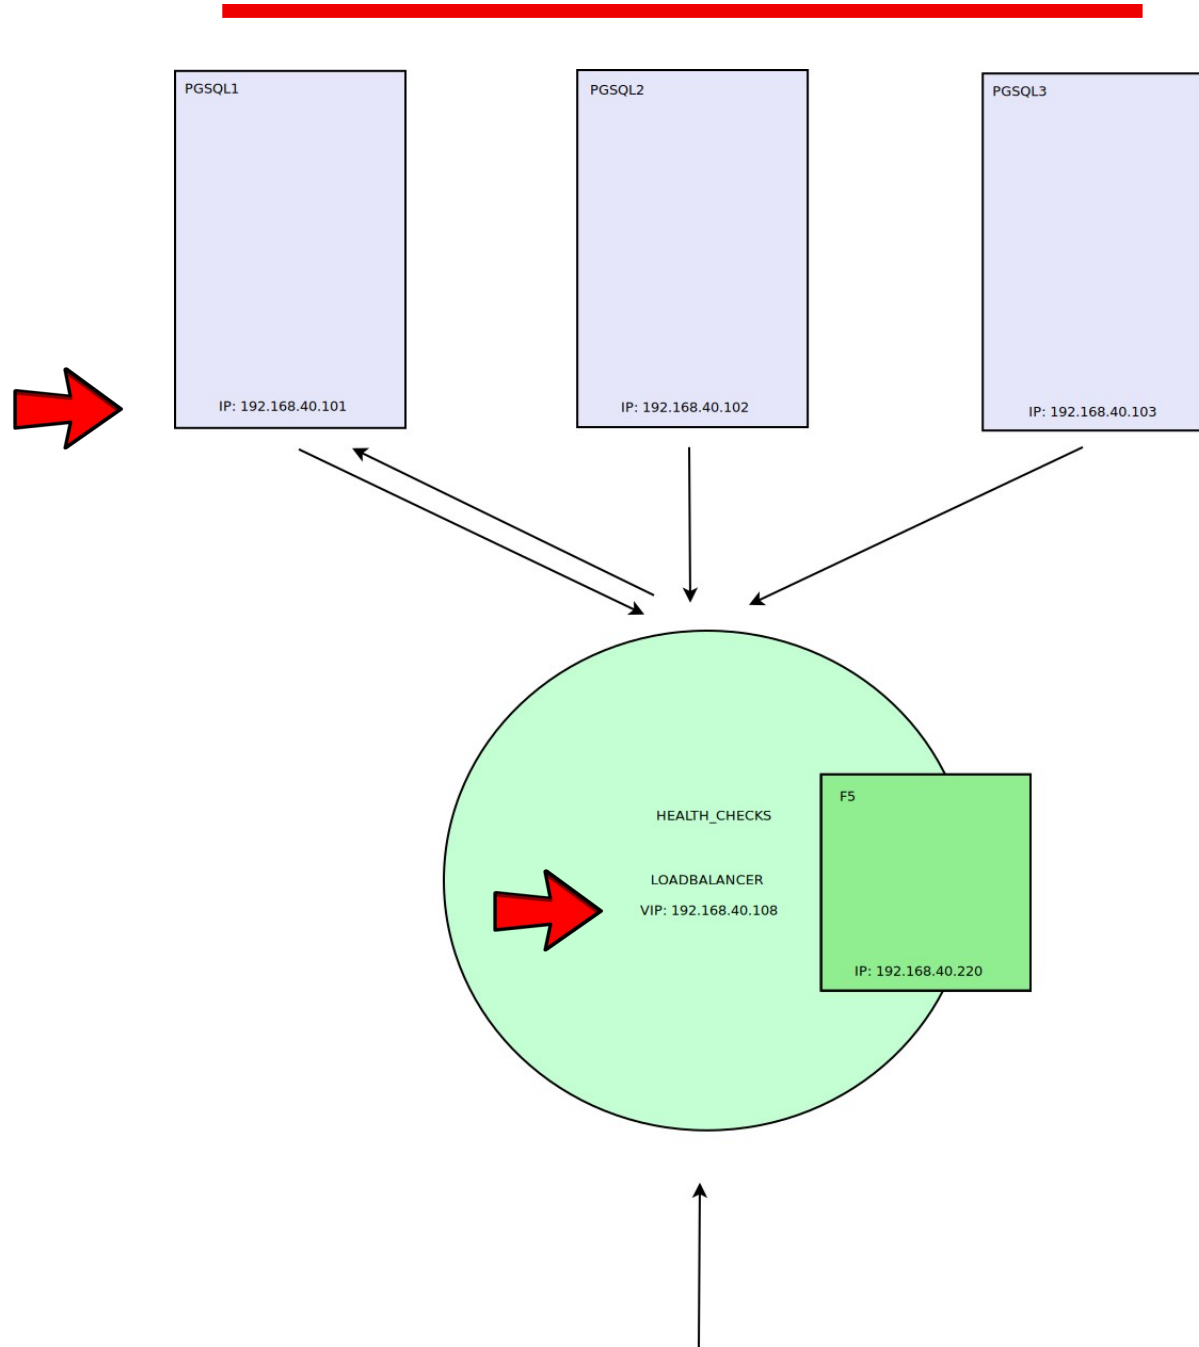 PGSQL1
PGSQL2
PGSQL3
IP: 192.168.40.101
IP: 192.168.40.102
IP: 192.168.40.103
HEALTH_CHECKS
LOADBALANCER
VIP: 192.168.40.108
F5
IP: 192.168.40.220